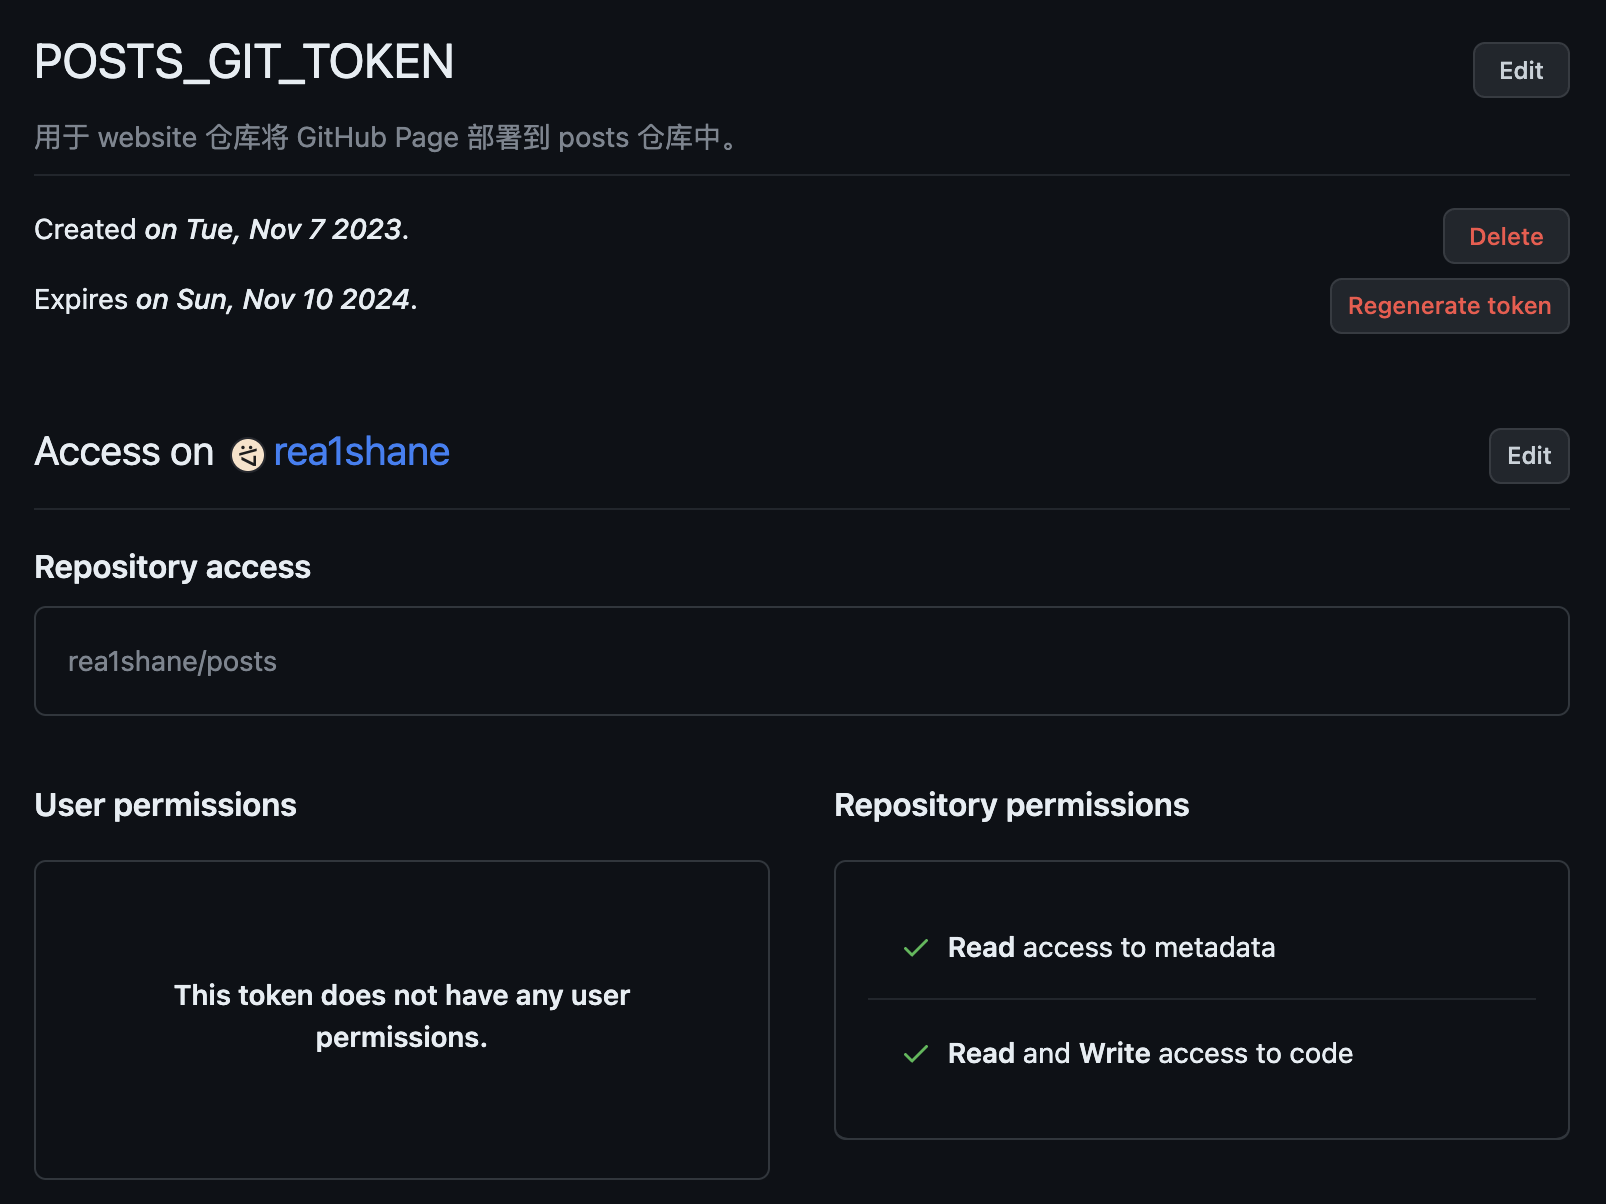 POSTS_GIT_TOKEN
Edit
用于 website 仓库将 GitHub Page 部署到 posts 仓库中。
Created on Tue, Nov 7 2023.
Delete
Expires on Sun, Nov 10 2024.
Regenerate token
Access on rea1shane
Edit
Repository access
rea1shane/posts
User permissions
Repository permissions
This token does not have any user
permissions.
Read access to metadata
Read and Write access to code